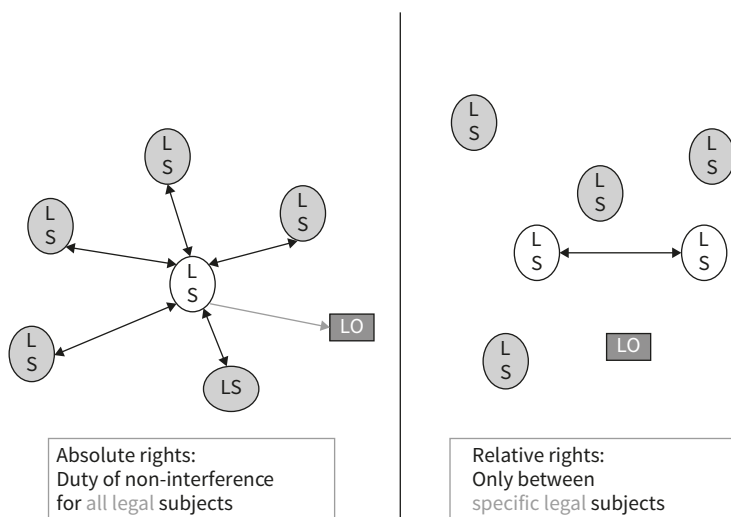 L
S
L
S
L
S
L
S
LO
L
S
LS
Absolute rights:
Duty of non-interference
for all legal subjects
L
S
L
S
L
S
L
S
L
S
LO
L
S
Relative rights:
Only between
specific legal subjects